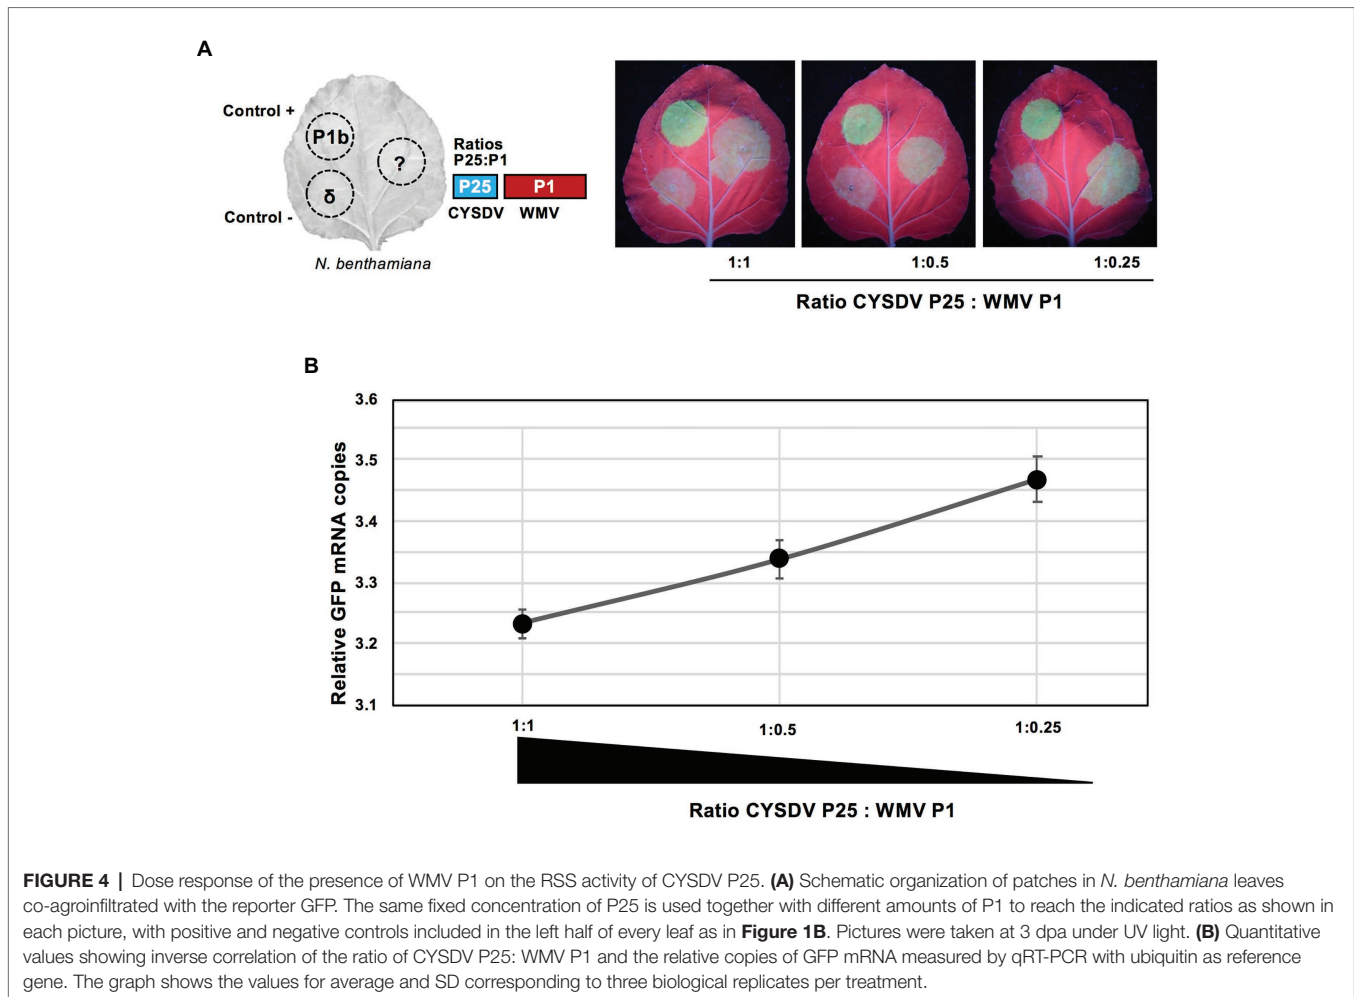 A
Control +
P1b
?
δ
Control -
Ratios
P25:P1
P25 P1
CYSDV WMV
N. benthamiana
1:1 1:0.5 1:0.25
Ratio CYSDV P25 : WMV P1
B
Relative GFP mRNA copies
3.6
3.5
3.4
3.3
3.2
3.1
1:1 1:0.5 1:0.25
Ratio CYSDV P25 : WMV P1
FIGURE 4 | Dose response of the presence of WMV P1 on the RSS activity of CYSDV P25. (A) Schematic organization of patches in N. benthamiana leaves
co-agroinfiltrated with the reporter GFP. The same fixed concentration of P25 is used together with different amounts of P1 to reach the indicated ratios as shown in
each picture, with positive and negative controls included in the left half of every leaf as in Figure 1B. Pictures were taken at 3 dpa under UV light. (B) Quantitative
values showing inverse correlation of the ratio of CYSDV P25: WMV P1 and the relative copies of GFP mRNA measured by qRT-PCR with ubiquitin as reference
gene. The graph shows the values for average and SD corresponding to three biological replicates per treatment.